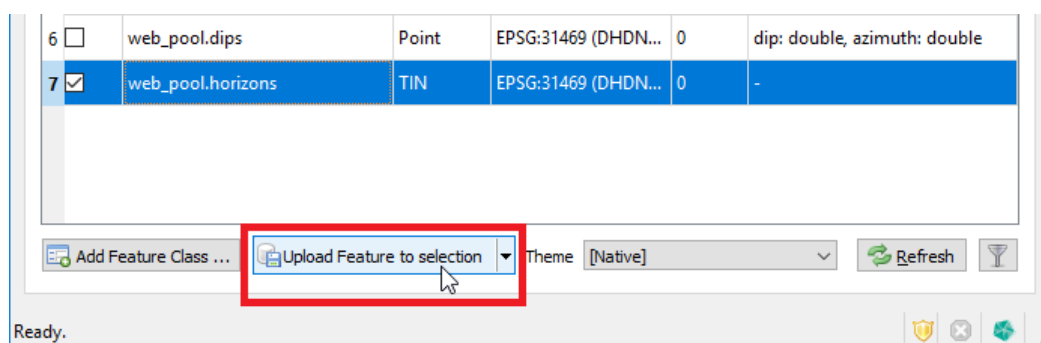 6 web_pool.dips Point EPSG:31469 (DHDN... 0 dip: double, azimuth: double
7 web_pool.horizons TIN EPSG:31469 (DHDN... 0 -
Add Feature Class ... Upload Feature to selection Theme [Native] Refresh
Ready.